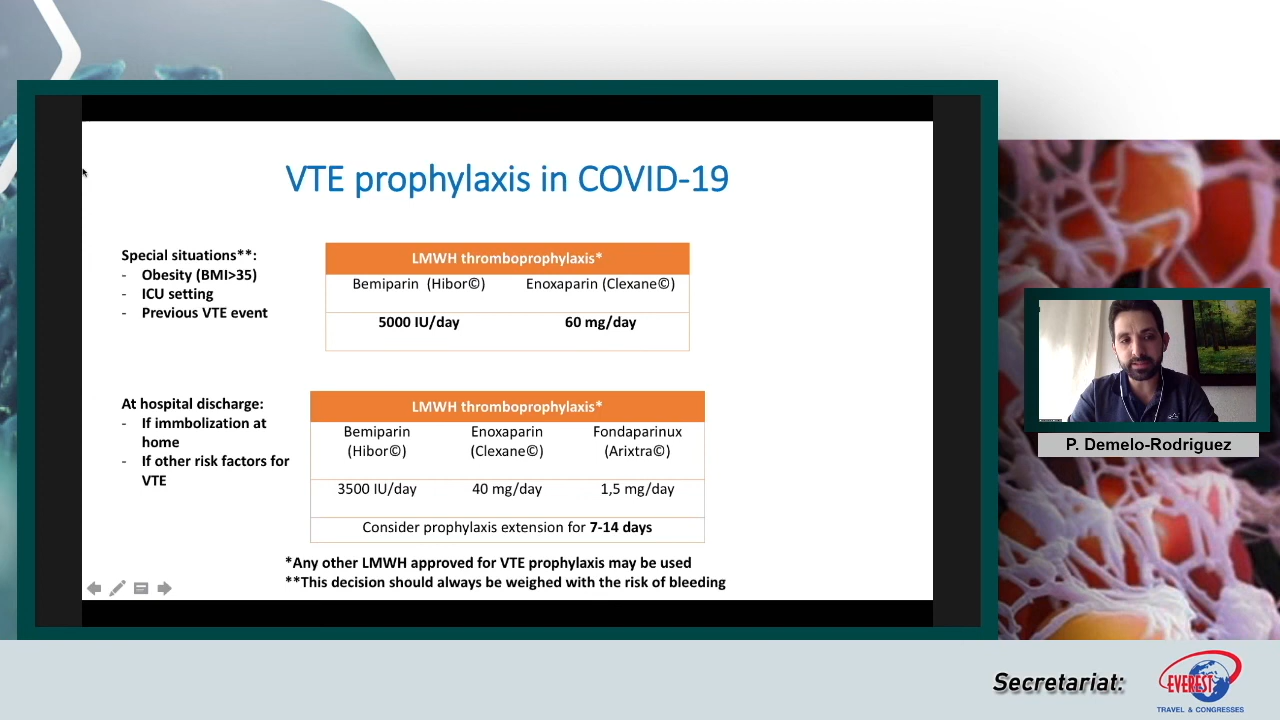 VTE prophylaxis in COVID-19
Special situations**:
- Obesity (BMI>35)
- ICU setting
- Previous VTE event
LMWH thromboprophylaxis*
Bemiparin (Hibor©) Enoxaparin (Clexane©)
5000 IU/day 60 mg/day
At hospital discharge:
- If immbolization at
home
- If other risk factors for
VTE
LMWH thromboprophylaxis*
Bemiparin Enoxaparin Fondaparinux
(Hibor©) (Clexane©) (Arixtra©)
3500 IU/day 40 mg/day 1,5 mg/day
Consider prophylaxis extension for 7-14 days
*Any other LMWH approved for VTE prophylaxis may be used
**This decision should always be weighed with the risk of bleeding
P. Demelo-Rodriguez
Secretariat:
EVEREST
TRAVEL & CONGRESSES